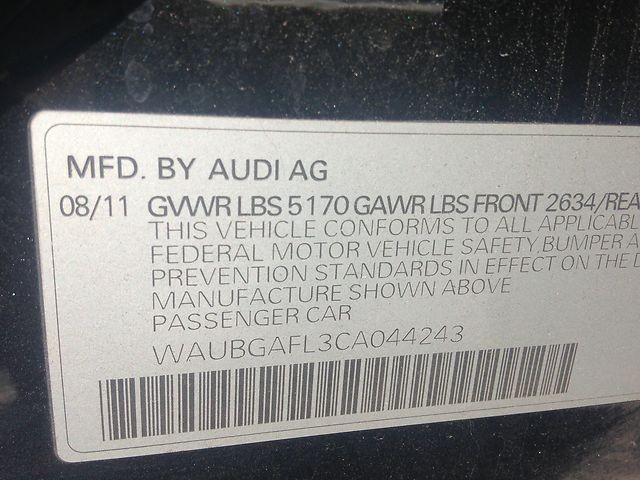 MFD. BY AUDI AG
08/11 GVWR LBS 5170 GAWR LBS FRONT 2634/REA
THIS VEHICLE CONFORMS TO ALL APPLICABL
FEDERAL MOTOR VEHICLE SAFETY, BUMPER A
PREVENTION STANDARDS IN EFFECT ON THE D
MANUFACTURE SHOWN ABOVE
PASSENGER CAR
WAUBGAFL3CA044243